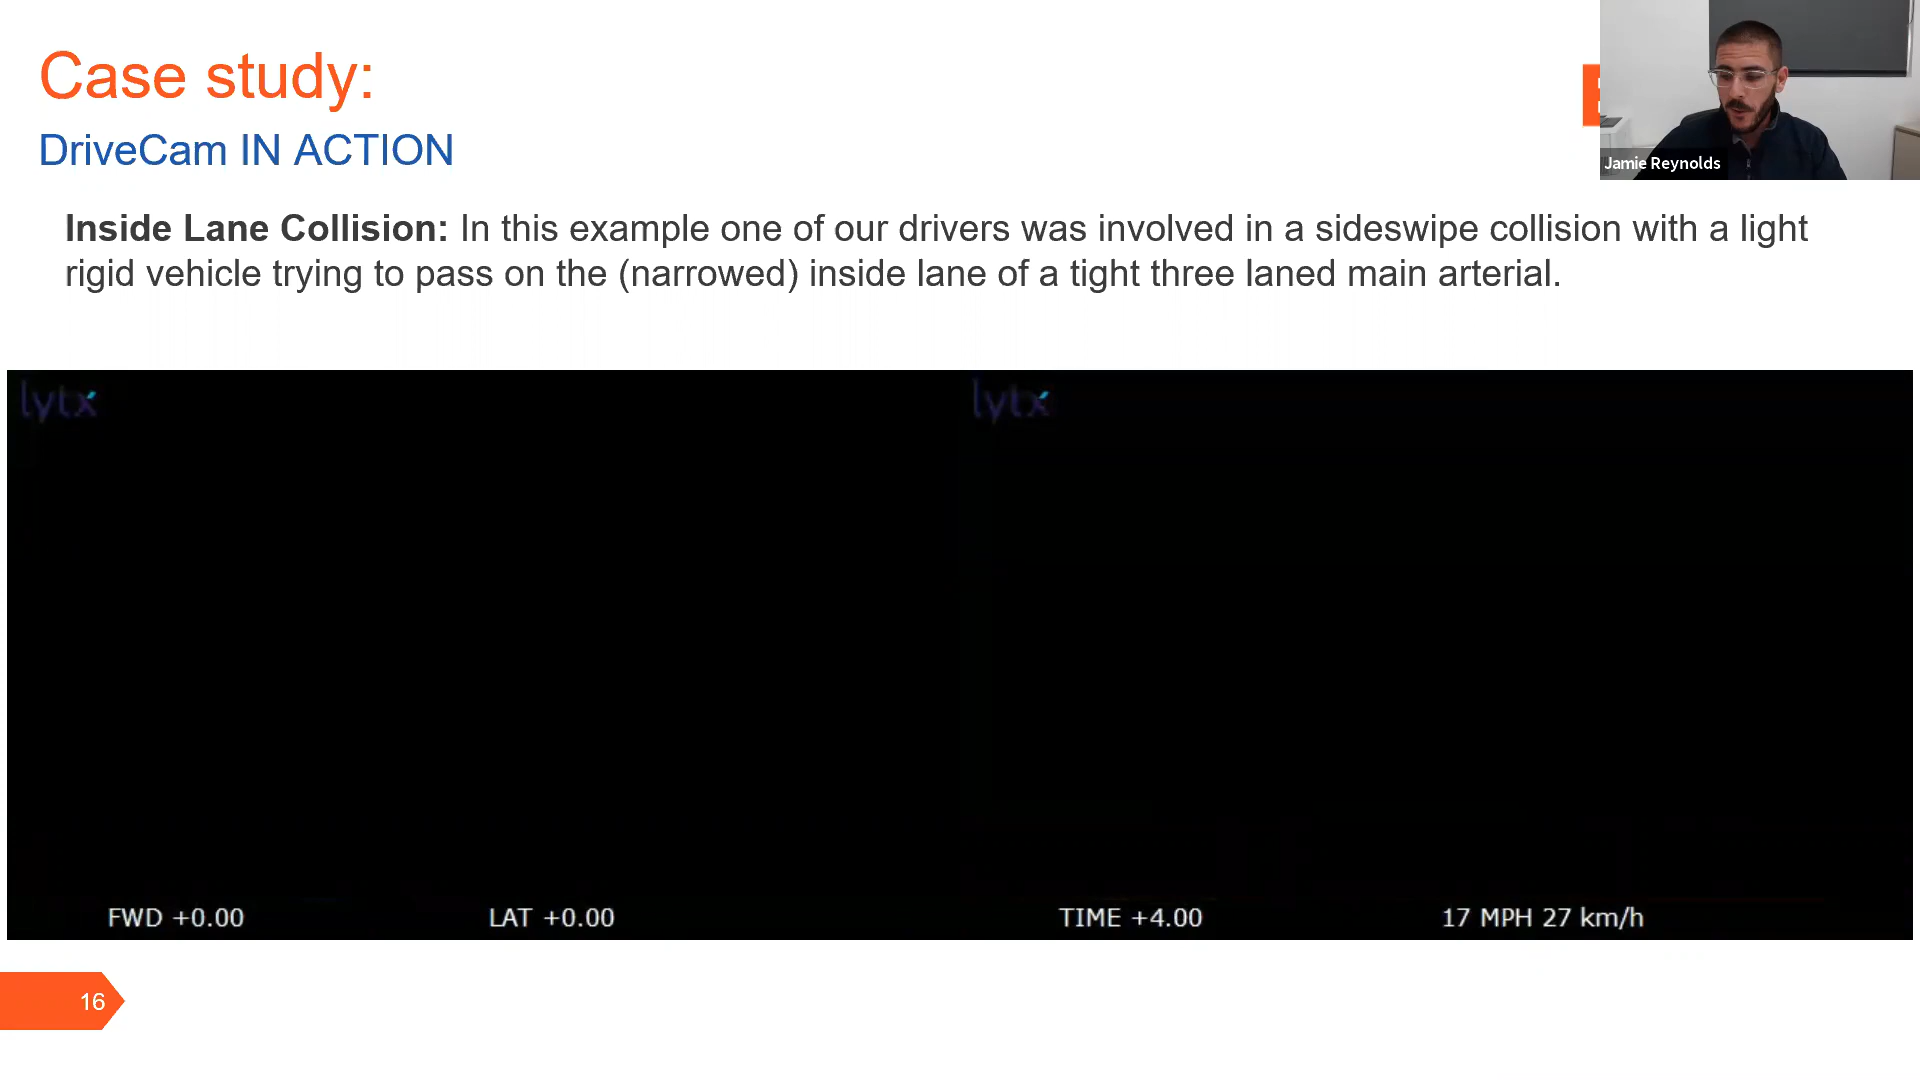 Case study:
DriveCam IN ACTION
Jamie Reynolds
Inside Lane Collision: In this example one of our drivers was involved in a sideswipe collision with a light
rigid vehicle trying to pass on the (narrowed) inside lane of a tight three laned main arterial.
lytx
lytx
FWD +0.00
LAT +0.00
TIME +4.00
17 MPH 27 km/h
16